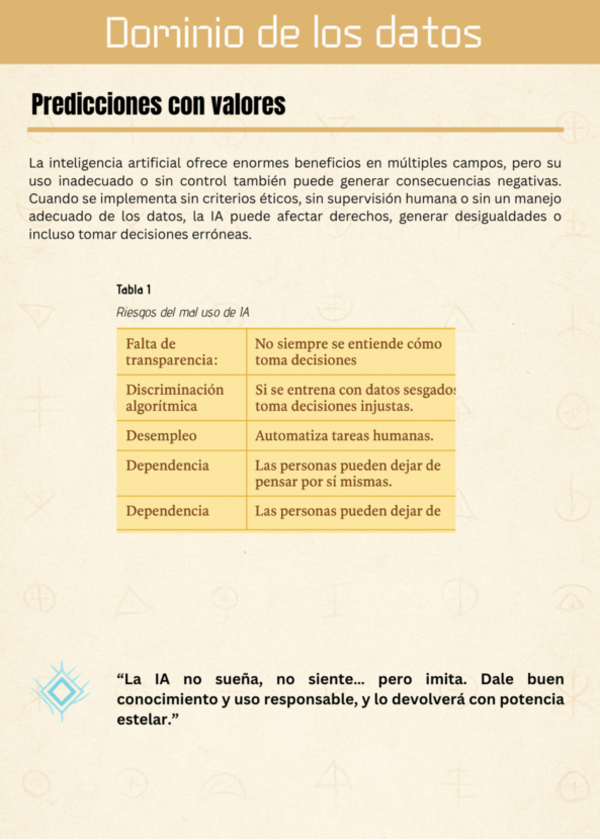 Dominio de los datos
Predicciones con valores
La inteligencia artificial ofrece enormes beneficios en múltiples campos, pero su
uso inadecuado o sin control también puede generar consecuencias negativas.
Cuando se implementa sin criterios éticos, sin supervisión humana o sin un manejo
adecuado de los datos, la IA puede afectar derechos, generar desigualdades o
incluso tomar decisiones erróneas.
Tabla 1
Riesgos del mal uso de IA
Falta de
transparencia:
No siempre se entiende cómo
toma decisiones
Discriminación
algorítmica
Si se entrena con datos sesgados
toma decisiones injustas.
Desempleo
Automatiza tareas humanas.
Dependencia
Las personas pueden dejar de
pensar por sí mismas.
Dependencia
Las personas pueden dejar de
“La IA no sueña, no siente... pero imita. Dale buen
conocimiento y uso responsable, y lo devolverá con potencia
estelar.”